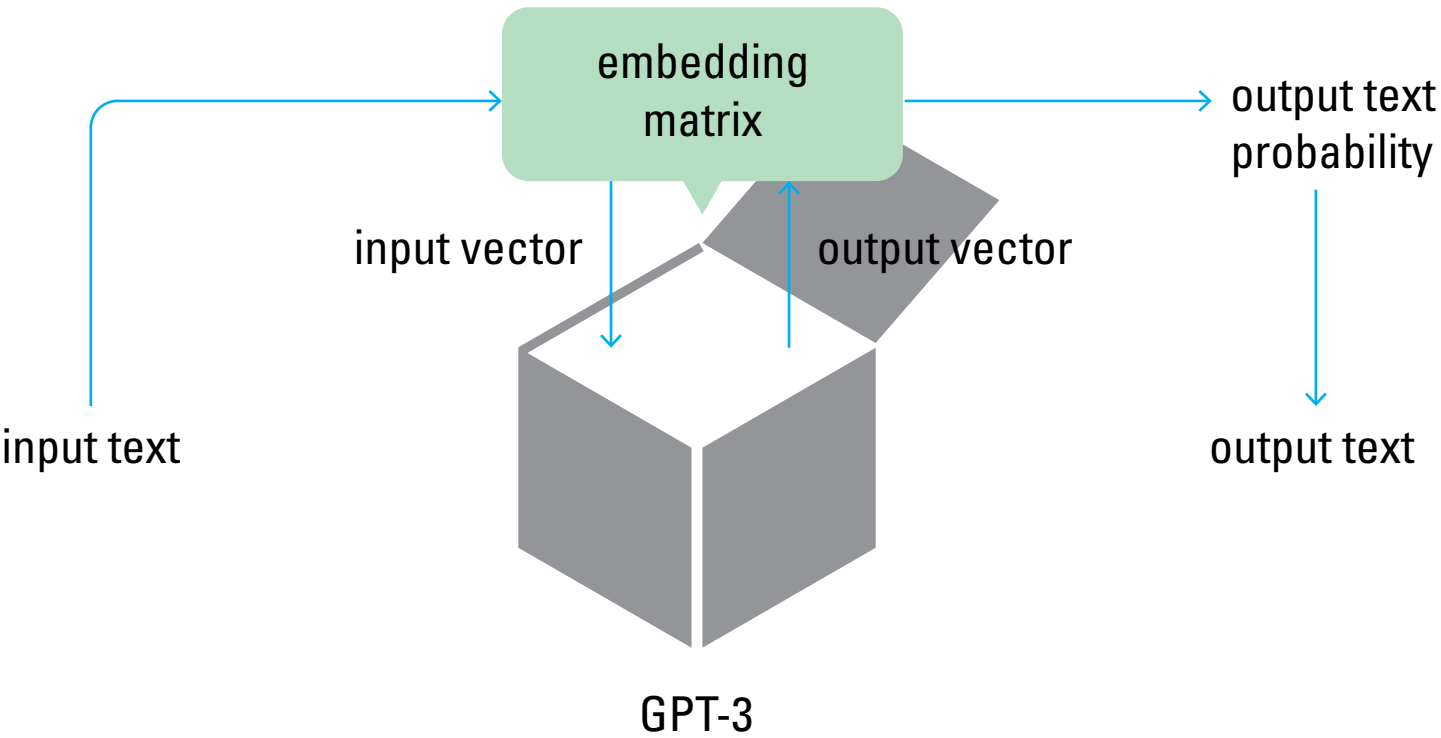 embedding
matrix
output text
probability
input vector
output vector
input text
output text
GPT-3